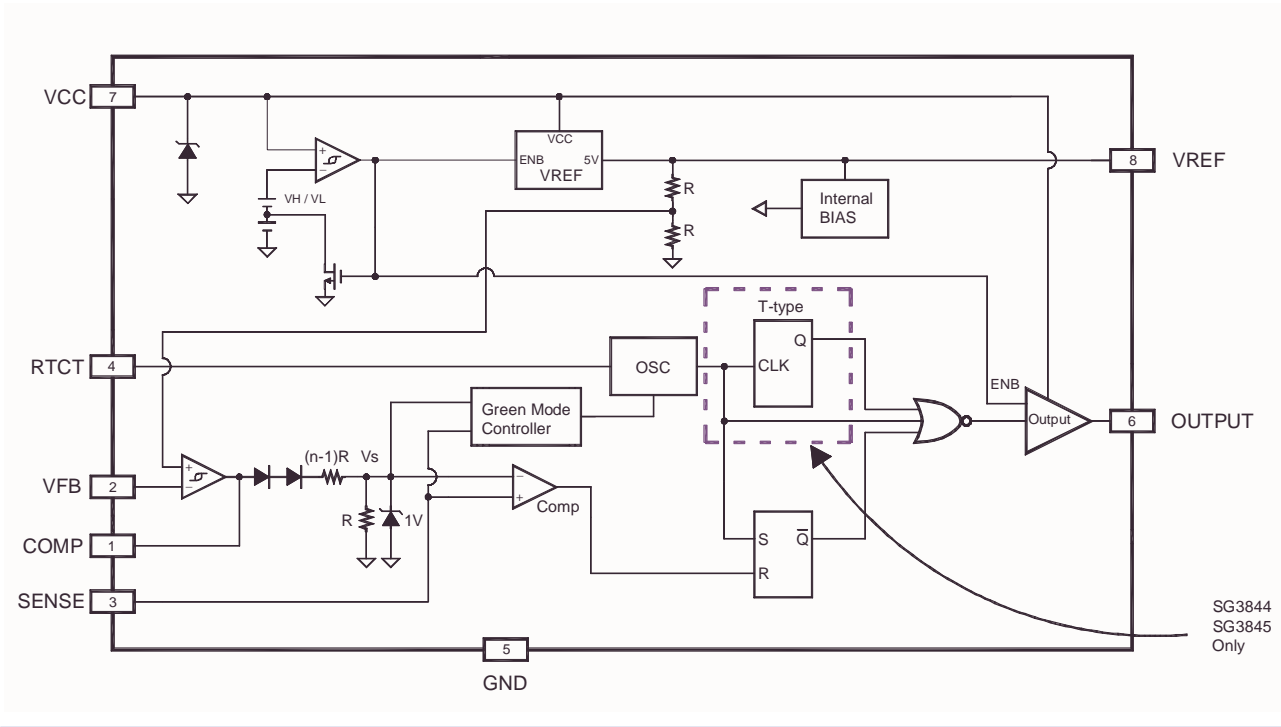 VCC
7
VCC
ENB
5V
VREF
8
VREF
VH / VL
R
R
Internal
BIAS
T-type
Q
CLK
RTCT
4
OSC
Green Mode
Controller
ENB
Output
6
OUTPUT
(n-1)R
Vs
VFB
2
R
1V
Comp
COMP
1
S
Q̅
R
SENSE
3
5
GND
SG3844
SG3845
Only
+
−
+
−
−
+